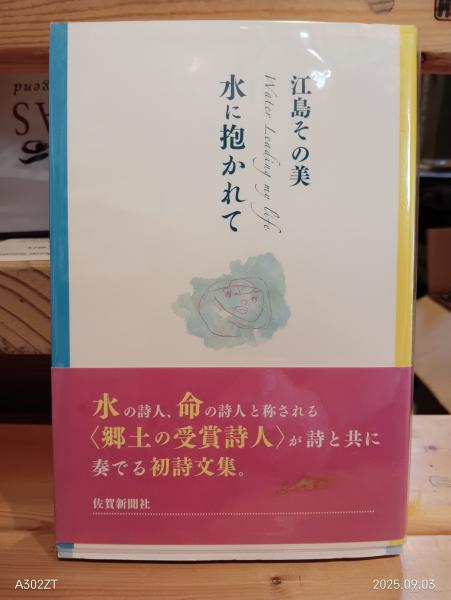 江島その美
Water Leading my life
水に抱かれて
水の詩人、命の詩人と称される
〈郷土の受賞詩人〉が詩と共に
奏でる初詩文集。
佐賀新聞社
A302ZT
2025.09.03